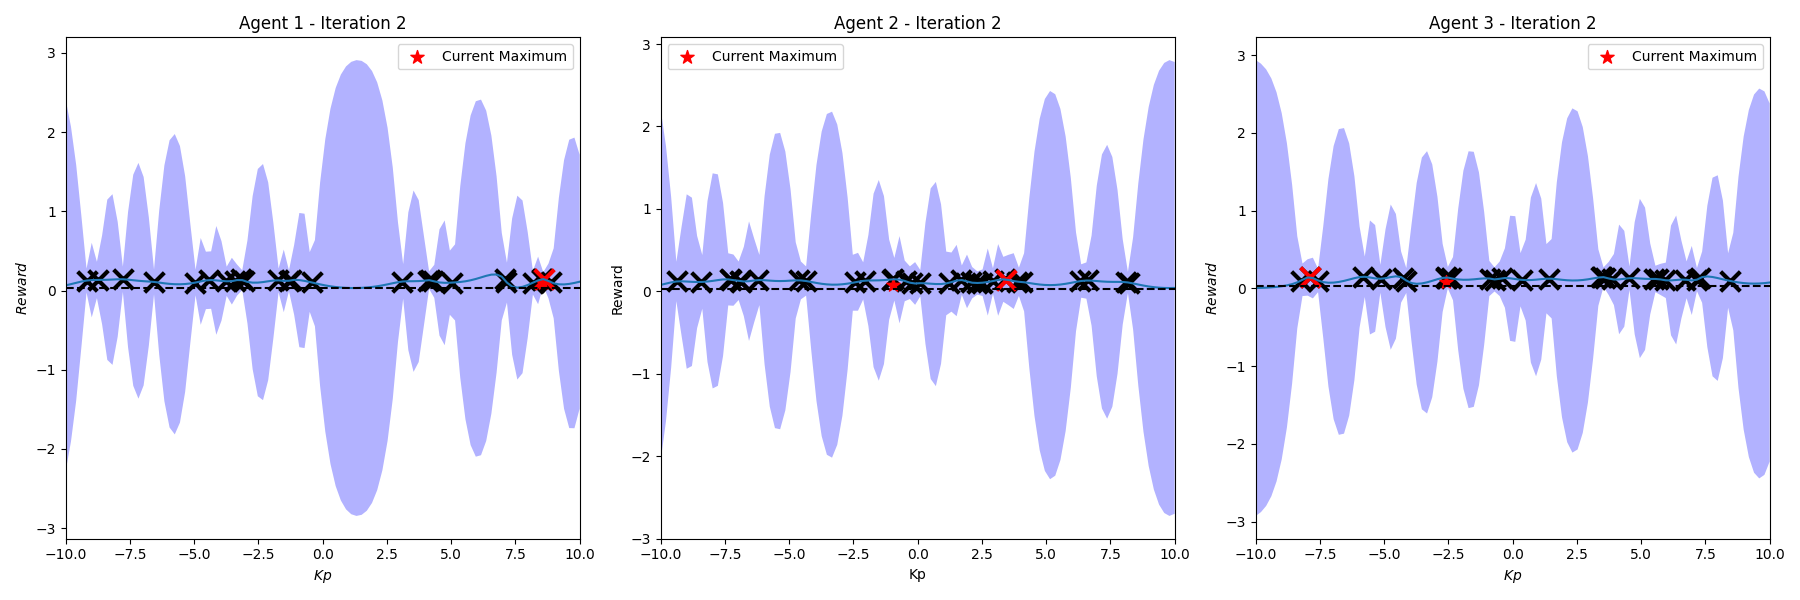 Agent 1 - Iteration 2
Current Maximum
Reward
3
2
1
0
−1
−2
−3
−10.0 −7.5 −5.0 −2.5 0.0 2.5 5.0 7.5 10.0
Kp
Agent 2 - Iteration 2
Current Maximum
Reward
3
2
1
0
−1
−2
−3
−10.0 −7.5 −5.0 −2.5 0.0 2.5 5.0 7.5 10.0
Kp
Agent 3 - Iteration 2
Current Maximum
Reward
3
2
1
0
−1
−2
−3
−10.0 −7.5 −5.0 −2.5 0.0 2.5 5.0 7.5 10.0
Kp